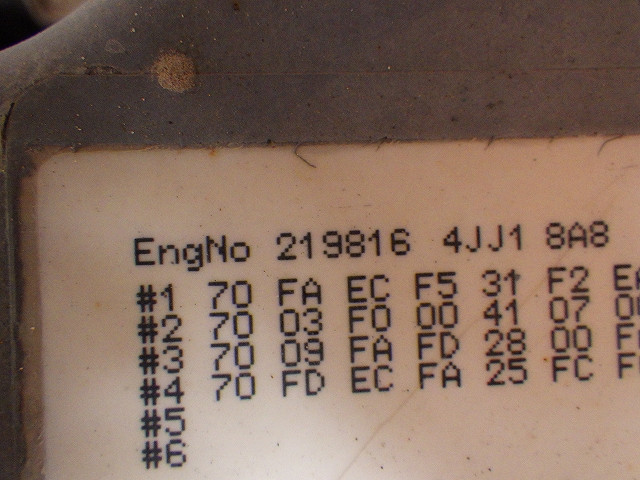 EngNo 219816 4JJ1 8A8
#1 70 FA EC F5 31 F2
#2 70 03 F0 00 41 07
#3 70 09 FA FD 28 00
#4 70 FD EC FA 25 FC
#5
#6